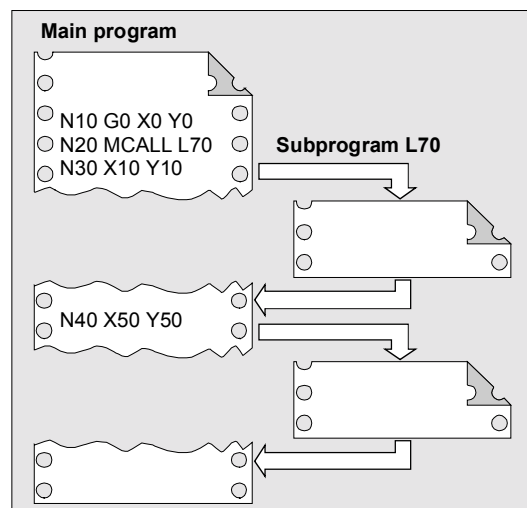 Main program
N10 G0 X0 Y0
N20 MCALL L70
N30 X10 Y10
Subprogram L70
N40 X50 Y50